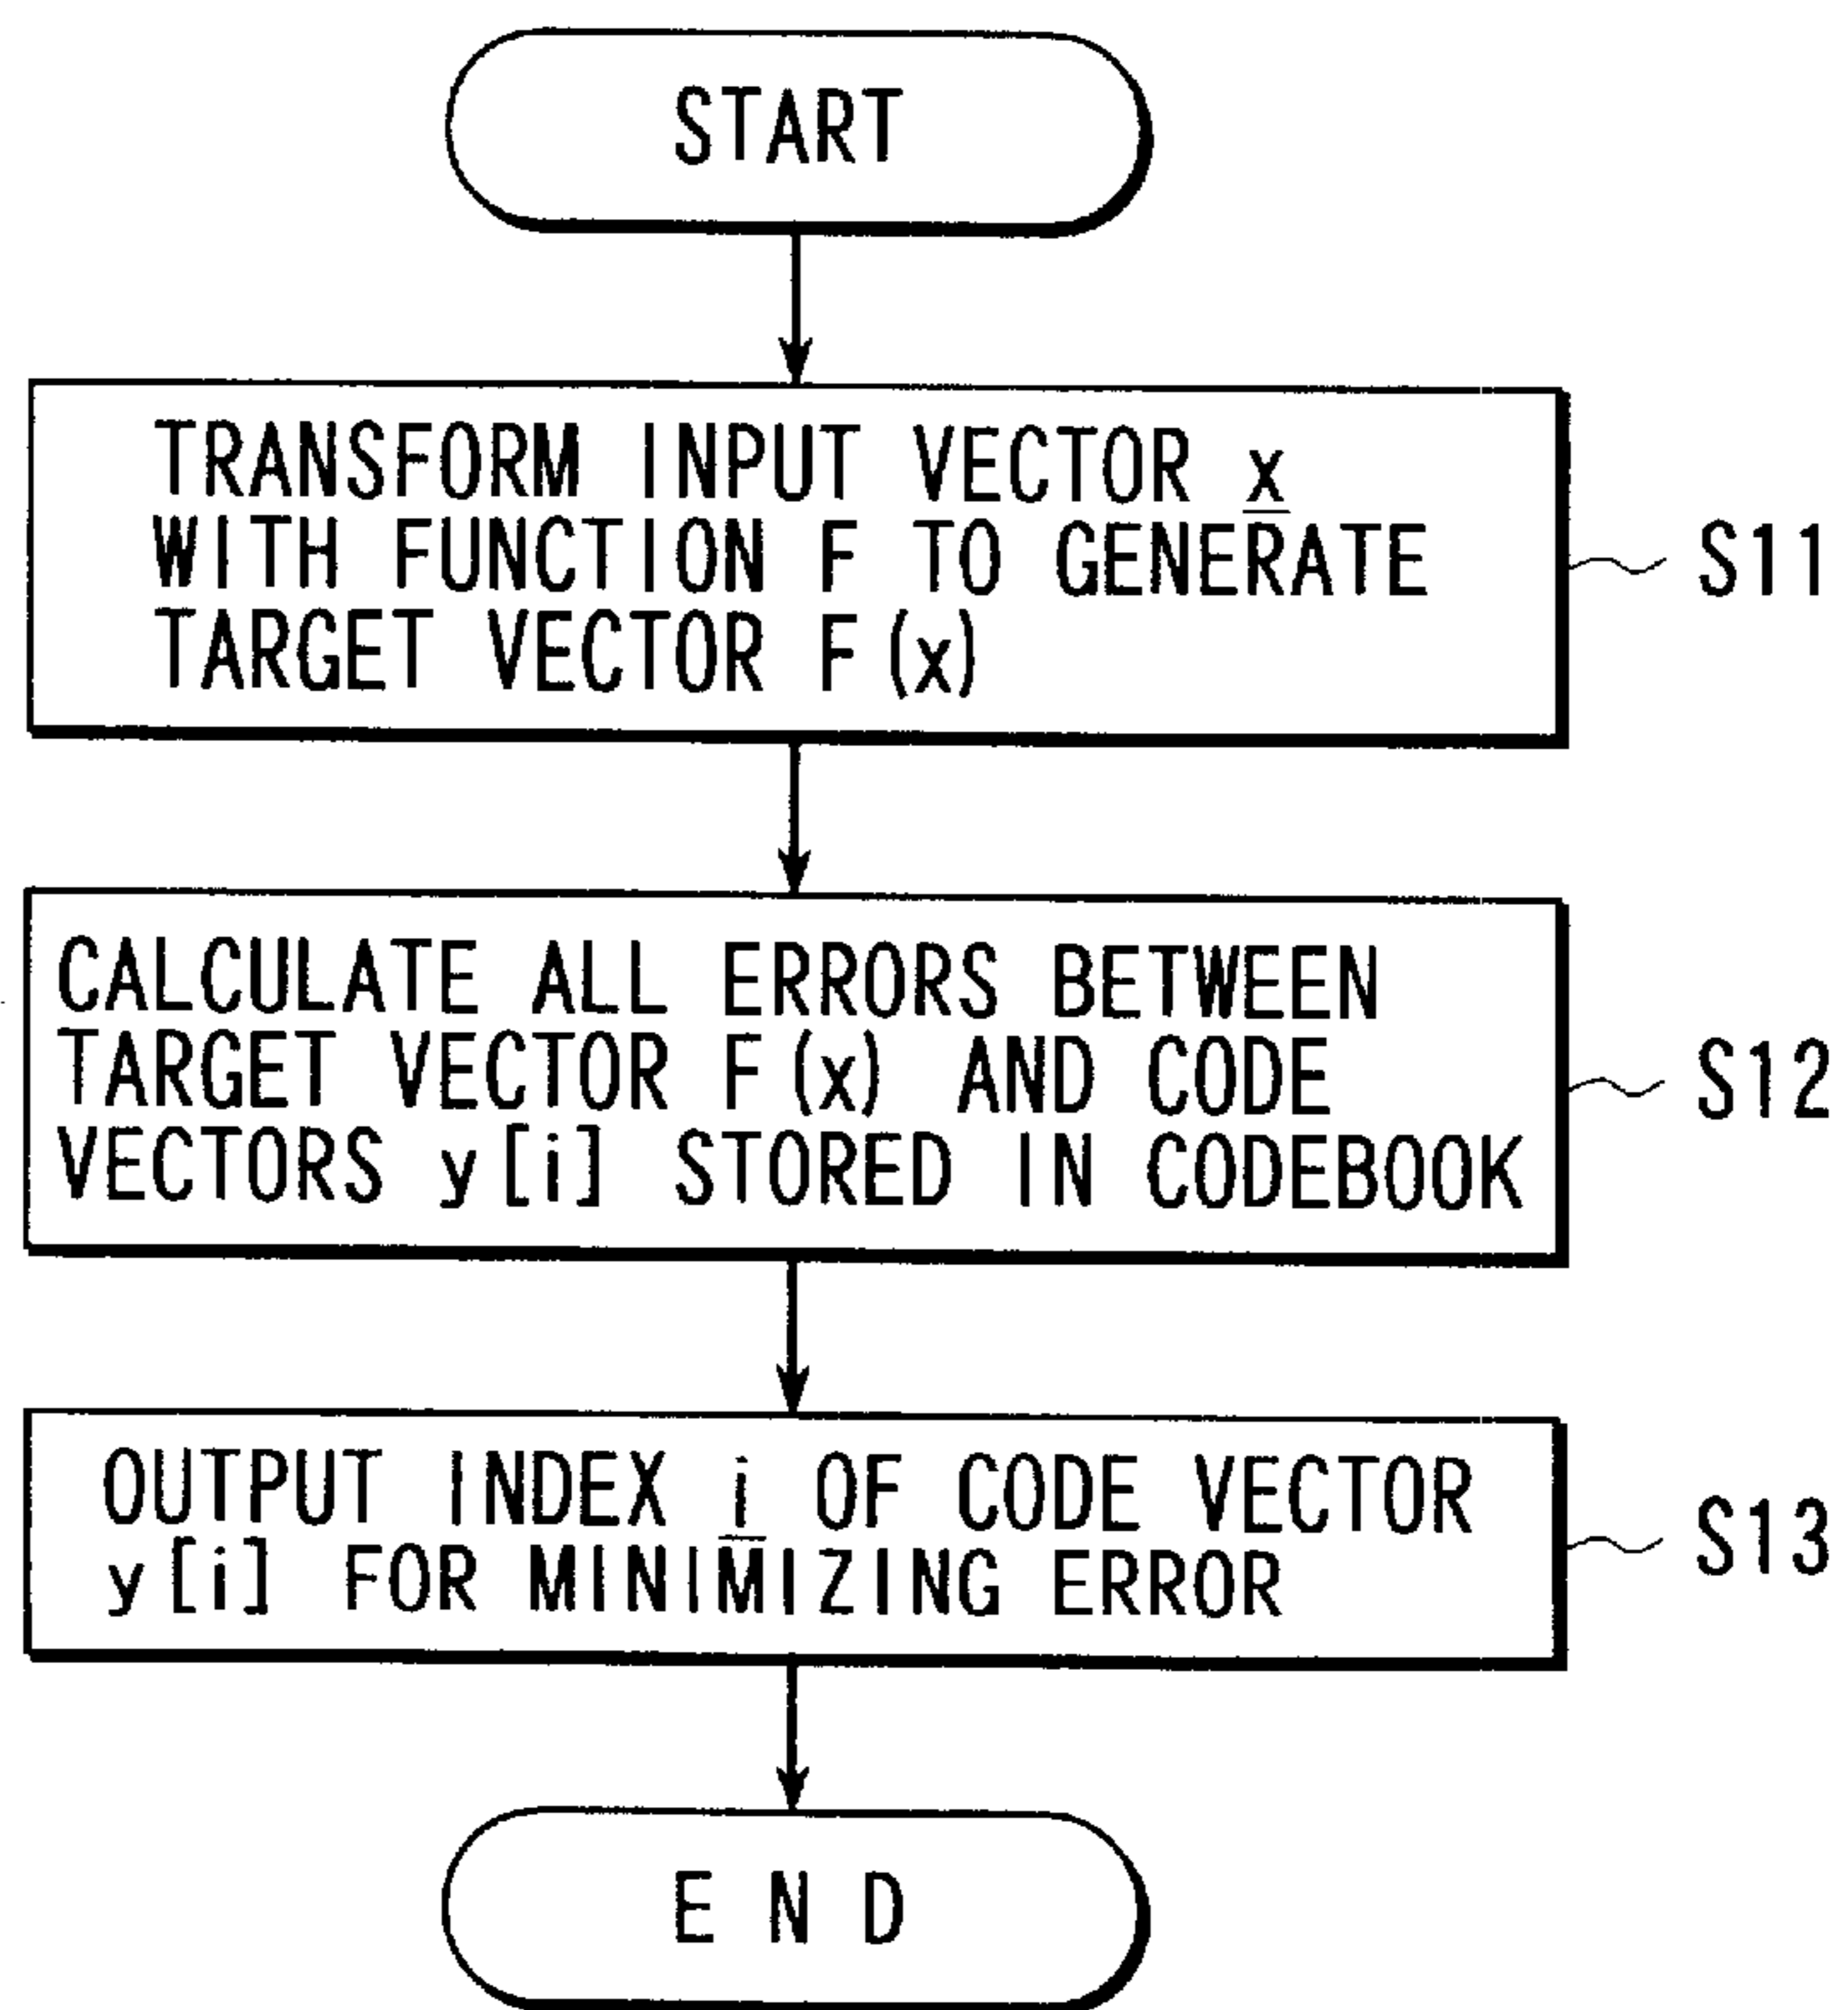 START
TRANSFORM INPUT VECTOR x
WITH FUNCTION F TO GENERATE
TARGET VECTOR F(x)
S11
CALCULATE ALL ERRORS BETWEEN
TARGET VECTOR F(x) AND CODE
VECTORS y[i] STORED IN CODEBOOK
S12
OUTPUT INDEX i OF CODE VECTOR
y[i] FOR MINIMIZING ERROR
S13
END